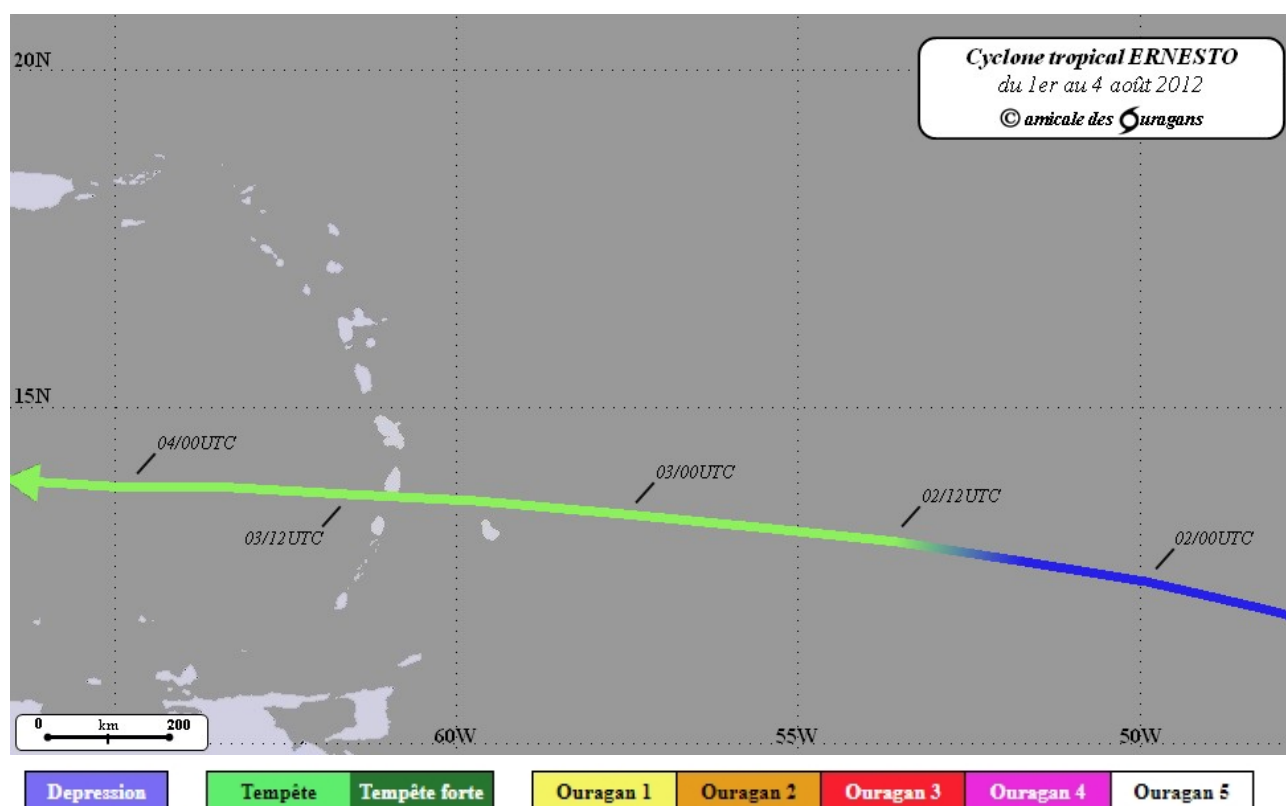 20N
Cyclone tropical ERNESTO
du 1er au 4 août 2012
© amicale des Ouragans
15N
04/00UTC
03/00UTC
02/12UTC
03/12UTC
02/00UTC
0 km 200
60W 55W 50W
Depression Tempête Tempête forte Ouragan 1 Ouragan 2 Ouragan 3 Ouragan 4 Ouragan 5